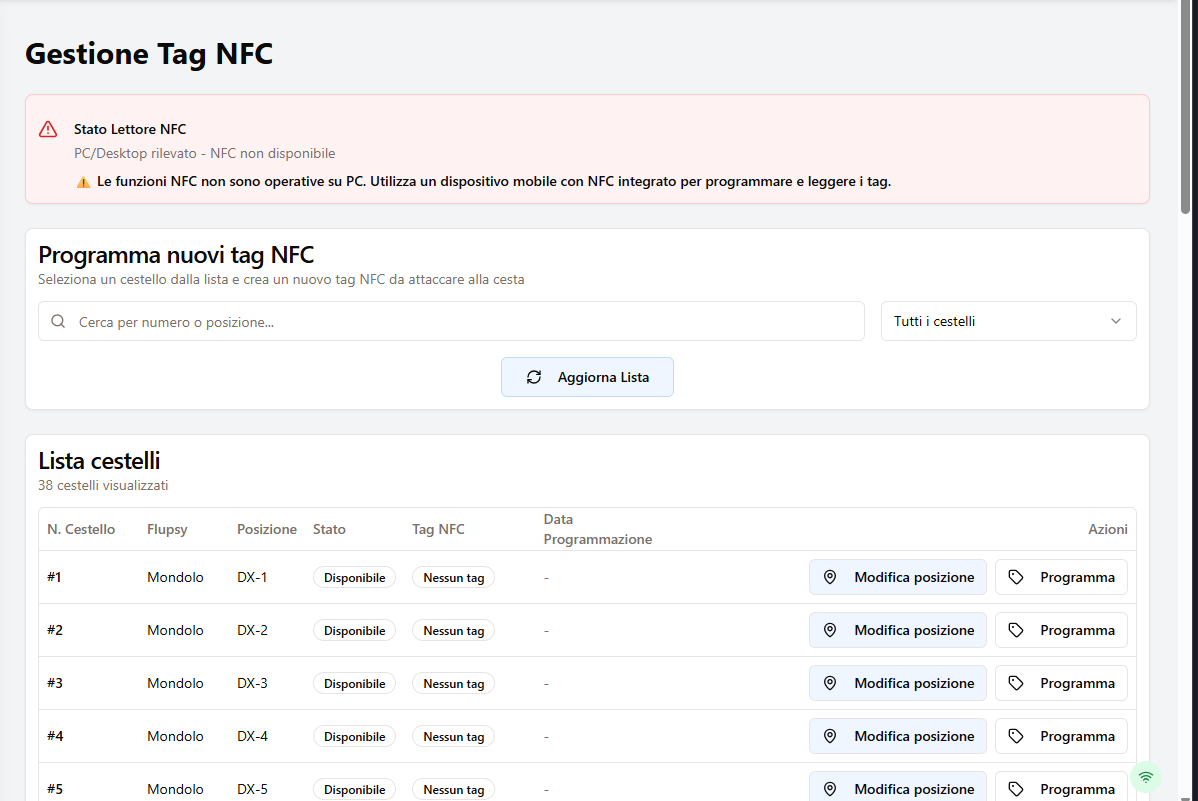 Gestione Tag NFC
Stato Lettore NFC
PC/Desktop rilevato - NFC non disponibile
Le funzioni NFC non sono operative su PC. Utilizza un dispositivo mobile con NFC integrato per programmare e leggere i tag.
Programma nuovi tag NFC
Seleziona un cestello dalla lista e crea un nuovo tag NFC da attaccare alla cesta
Cerca per numero o posizione... Tutti i cestelli
Aggiorna Lista
Lista cestelli
38 cestelli visualizzati
N. Cestello Flupsy Posizione Stato Tag NFC Data Programmazione Azioni
#1 Mondolo DX-1 Disponibile Nessun tag - Modifica posizione Programma
#2 Mondolo DX-2 Disponibile Nessun tag - Modifica posizione Programma
#3 Mondolo DX-3 Disponibile Nessun tag - Modifica posizione Programma
#4 Mondolo DX-4 Disponibile Nessun tag - Modifica posizione Programma
#5 Mondolo DX-5 Disponibile Nessun tag - Modifica posizione Programma